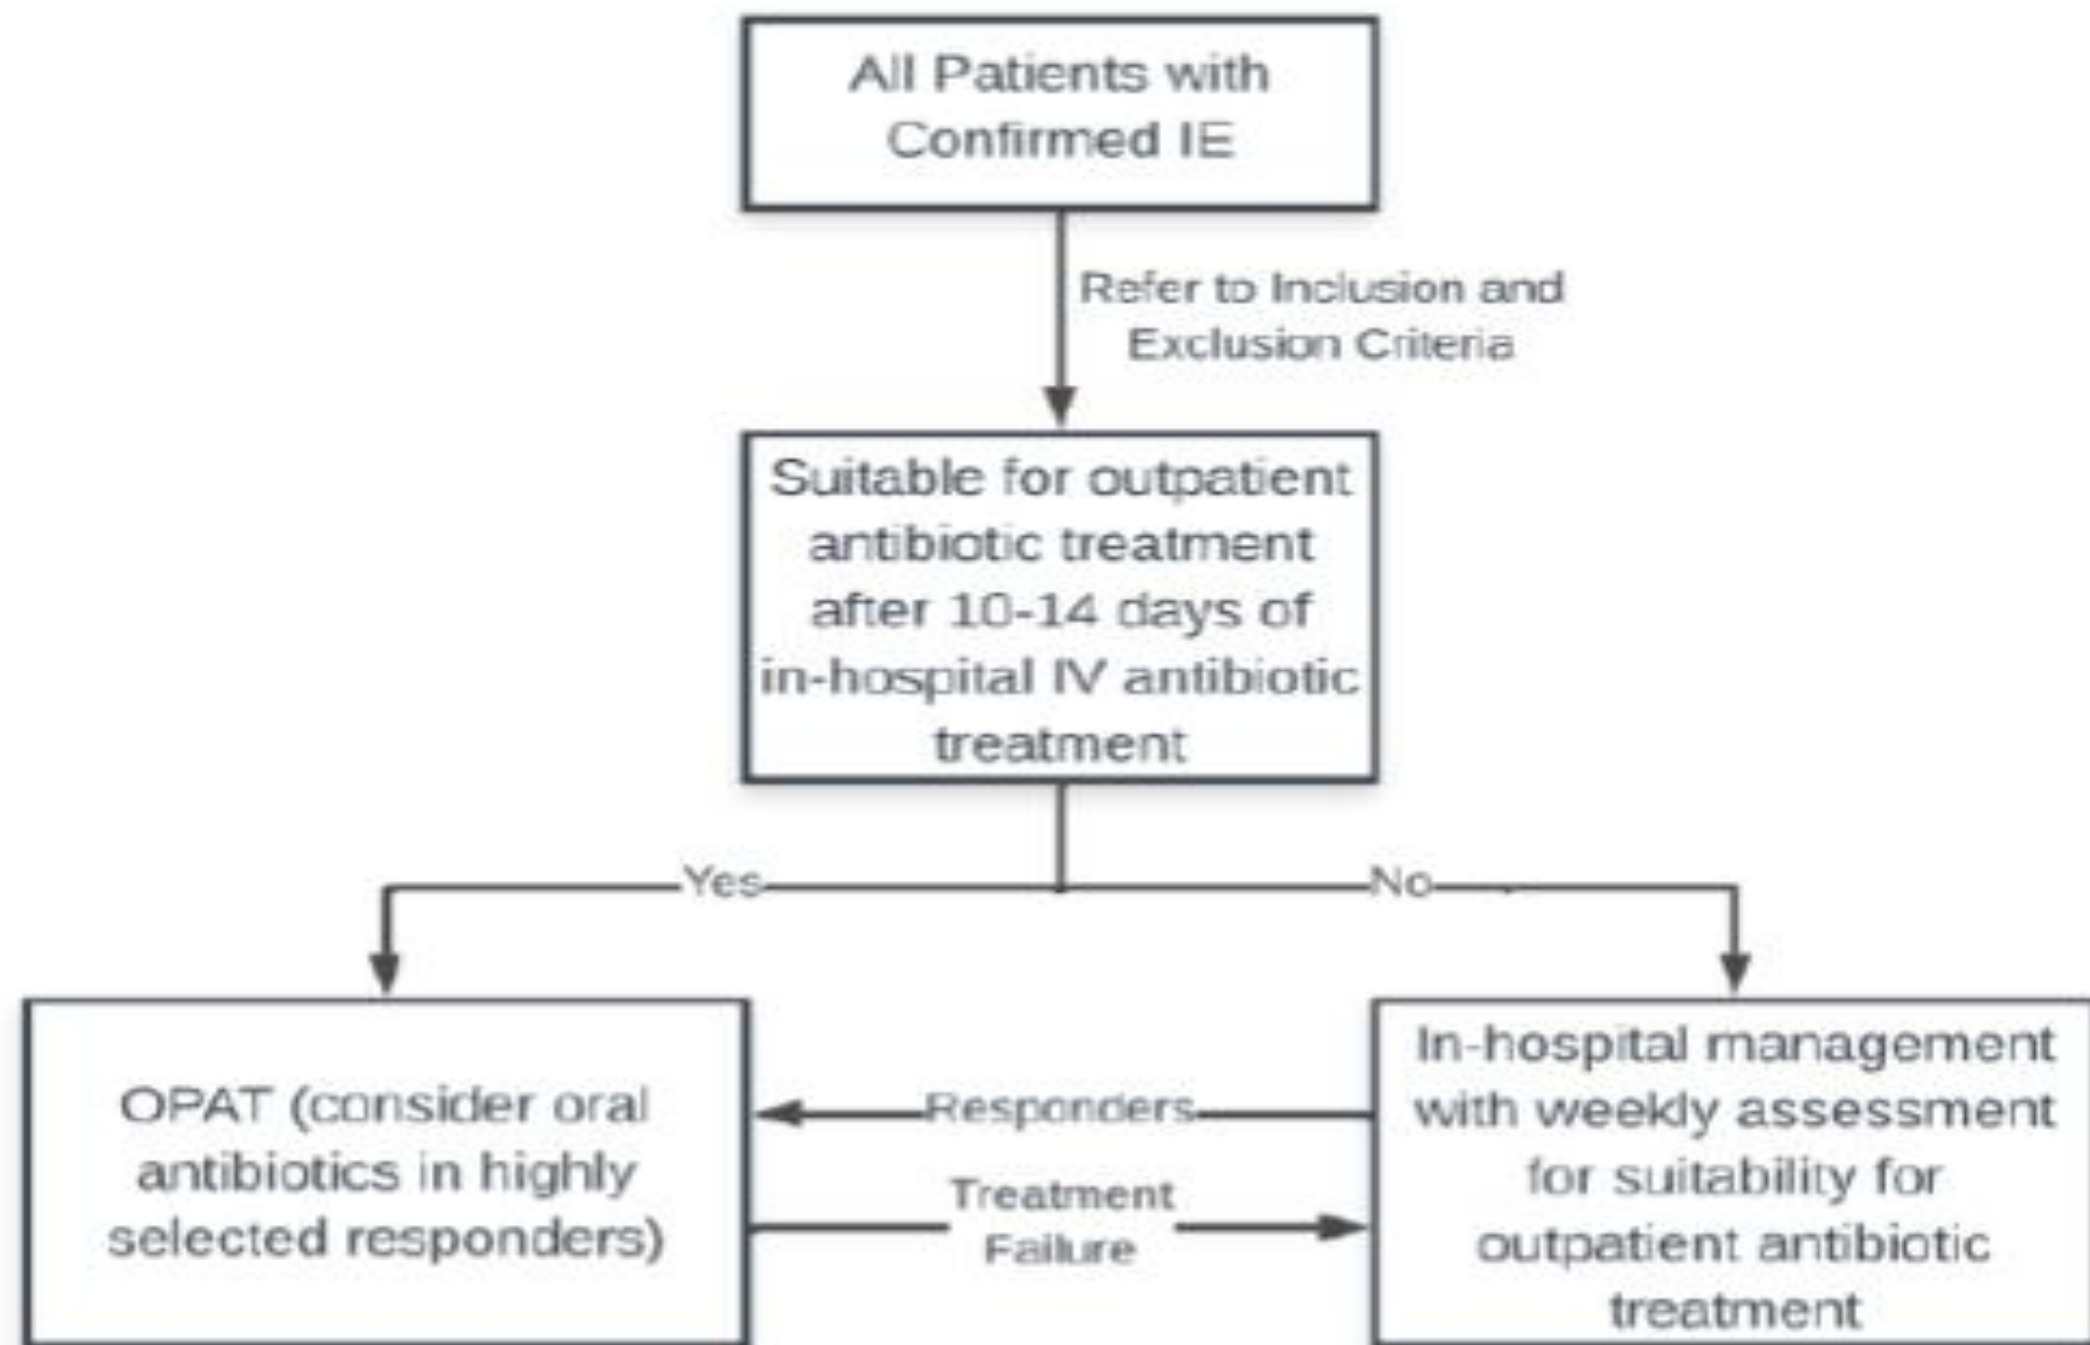 All Patients with
Confirmed IE
Refer to Inclusion and
Exclusion Criteria
Suitable for outpatient
antibiotic treatment
after 10-14 days of
in-hospital IV antibiotic
treatment
Yes
No
OPAT (consider oral
antibiotics in highly
selected responders)
Responders
Treatment
Failure
In-hospital management
with weekly assessment
for suitability for
outpatient antibiotic
treatment